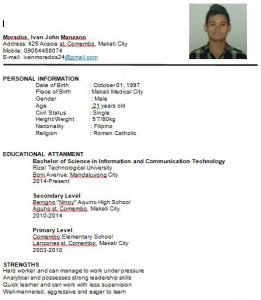 Morados, Ivan John Manzano
Address: 425 Acacia st. Comembo, Makati City
Mobile: 09054458074
E-mail: ivanmorados24@gmail.com
PERSONAL INFORMATION
Date of Birth : October 01, 1997
Place of Birth : Makati Medical City
Gender : Male
Age : 21 years old
Civil Status : Single
Height/Weight : 5'7/60kg
Nationality : Filipino
Religion : Roman Catholic
EDUCATIONAL ATTAINMENT
Bachelor of Science in Information and Communication Technology
Rizal Technological University
Boni Avenue, Mandaluyong City
2014-Present
Secondary Level
Benigno "Ninoy" Aquino High School
Aguho st. Comembo, Makati City
2010-2014
Primary Level
Comembo Elementary School
Lanzones st. Comembo, Makati City
2003-2010
STRENGTHS
Hard worker and can manage to work under pressure
Analytical and possesses strong leadership skills
Quick learner and can work with less supervision
Well-mannered, aggressive and eager to learn